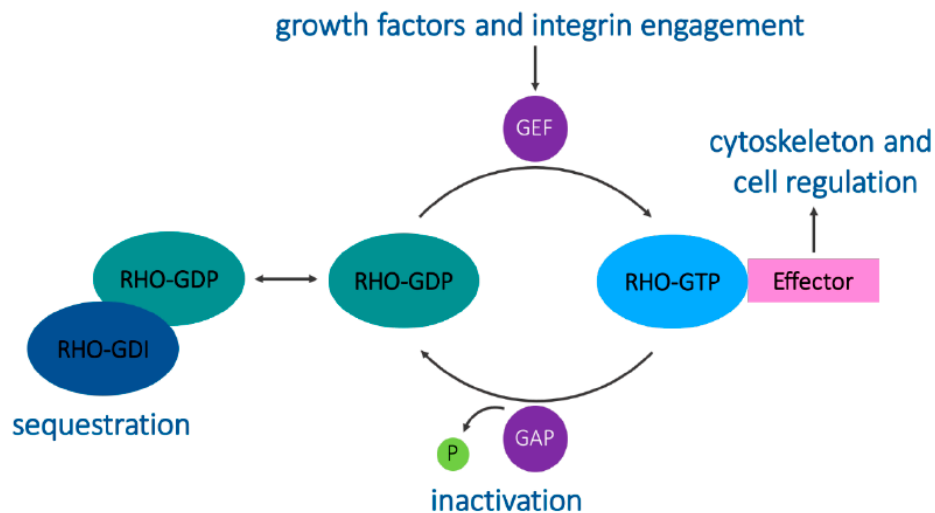 growth factors and integrin engagement
GEF
cytoskeleton and
cell regulation
RHO-GDP
RHO-GDP
RHO-GTP
Effector
RHO-GDI
sequestration
P
GAP
inactivation